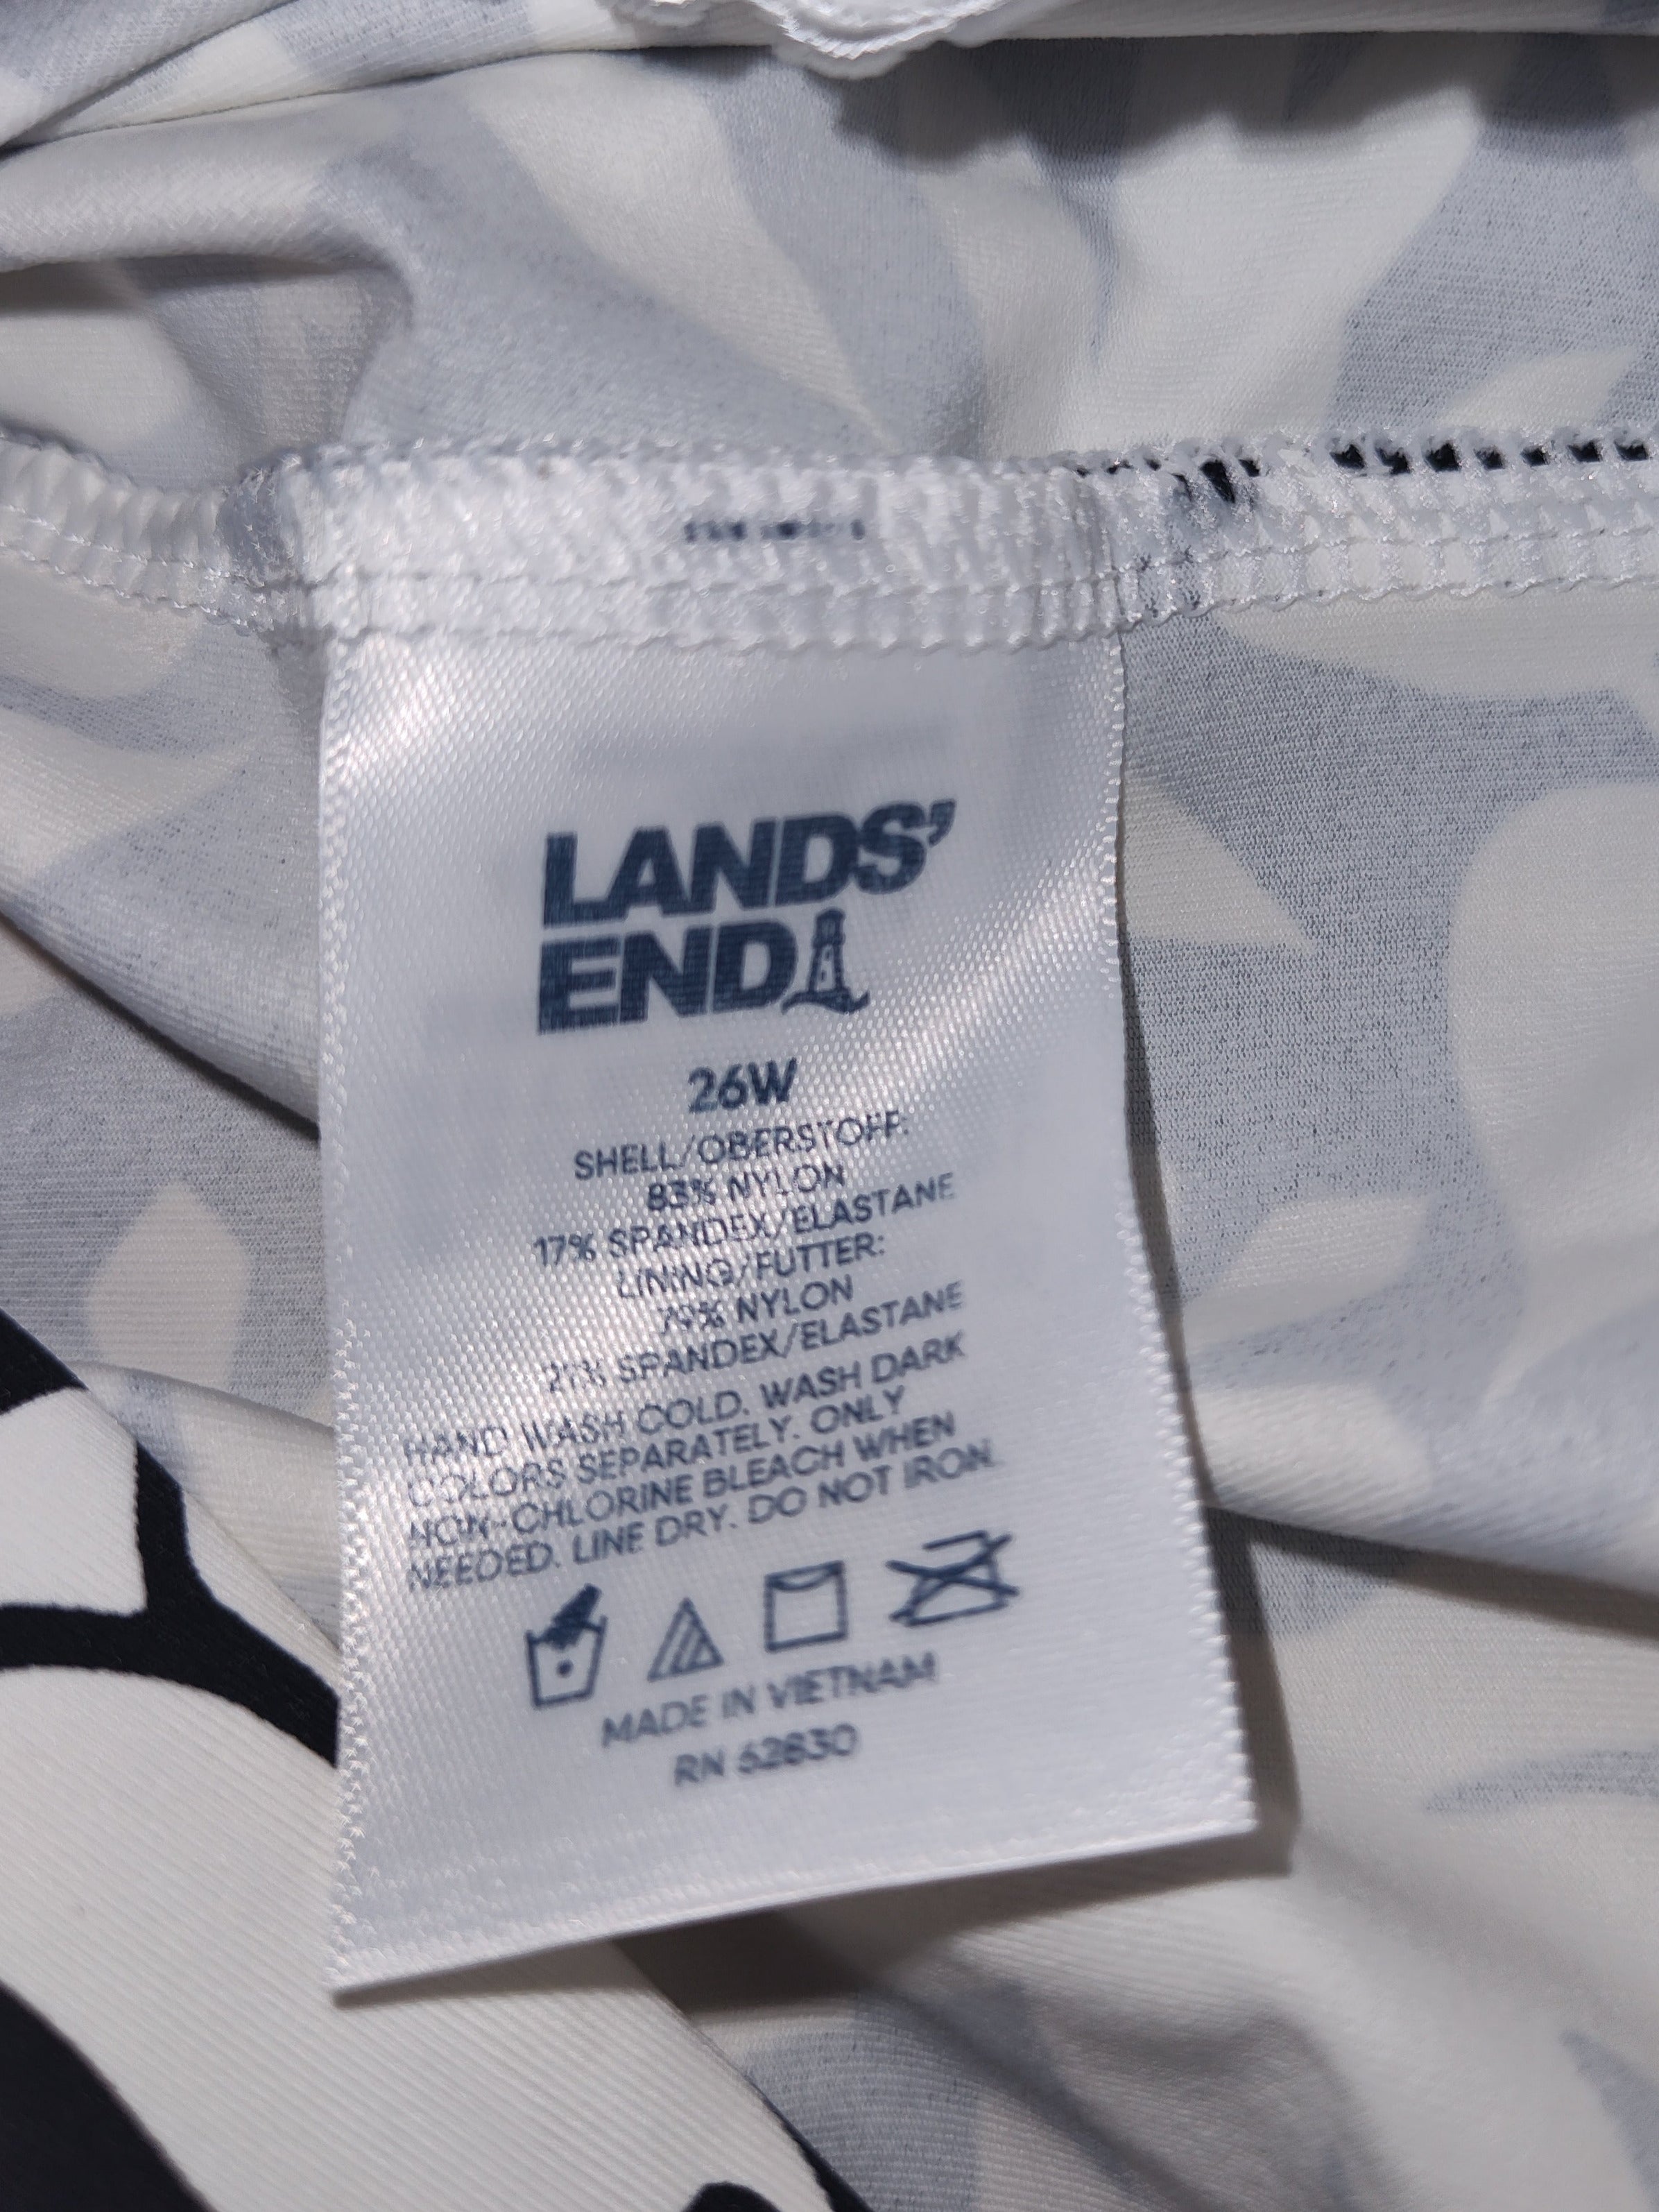 LANDS'
END
26W
SHELL/OBERSTOFF:
83% NYLON
17% SPANDEX/ELASTANE
LINING/FUTTER:
79% NYLON
21% SPANDEX/ELASTANE
HAND WASH COLD. WASH DARK
COLORS SEPARATELY. ONLY
NON-CHLORINE BLEACH WHEN
NEEDED. LINE DRY. DO NOT IRON.
MADE IN VIETNAM
RN 62830